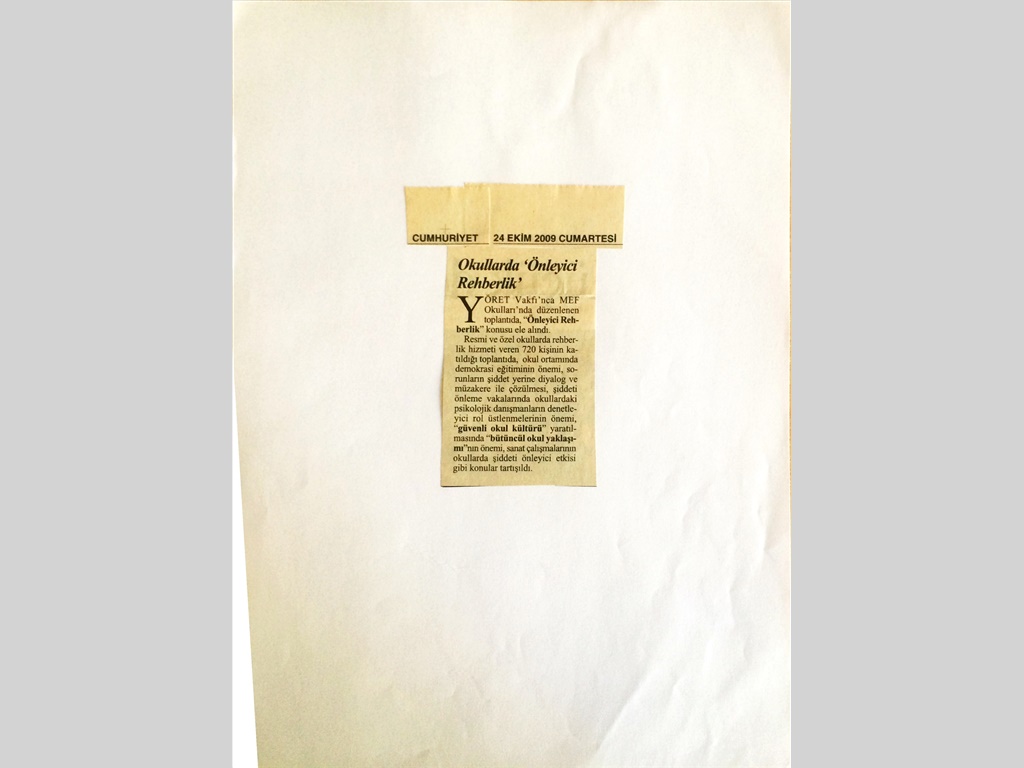 CUMHURİYET 24 EKİM 2009 CUMARTESİ
Okullarda 'Önleyici
Rehberlik'
YÖRET Vakfı'nca MEF
Okulları'nda düzenlenen
toplantıda, "Önleyici Reh-
berlik" konusu ele alındı.
Resmi ve özel okullarda rehber-
lik hizmeti veren 720 kişinin ka-
tıldığı toplantıda, okul ortamında
demokrasi eğitiminin önemi, so-
runların şiddet yerine diyalog ve
müzakere ile çözülmesi, şiddeti
önleme vakalarında okullardaki
psikolojik danışmanların denetle-
yici rol üstlenmelerinin önemi,
"güvenli okul kültürü" yaratıl-
masında "bütüncül okul yaklaşı-
mı"nın önemi, sanat çalışmalarının
okullarda şiddeti önleyici etkisi
gibi konular tartışıldı.